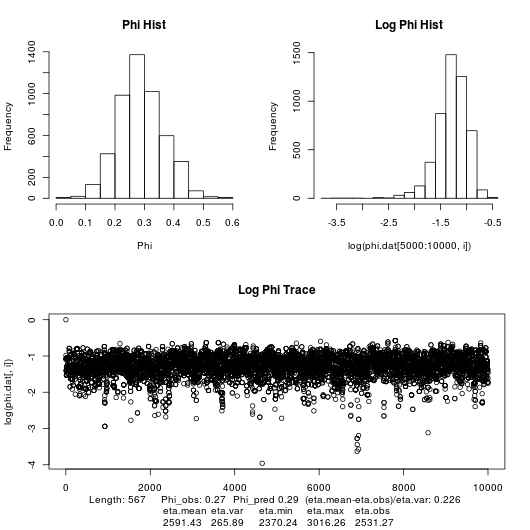 Phi Hist
Log Phi Hist
Frequency
0 200 600 1000 1400
0.0 0.1 0.2 0.3 0.4 0.5 0.6
Phi
Frequency
0 500 1000 1500
-3.5 -2.5 -1.5 -0.5
log(phi.dat[5000:10000, i])
Log Phi Trace
log(phi.dat[, i])
0 -1 -2 -3 -4
0 2000 4000 6000 8000 10000
Length: 567 Phi_obs: 0.27 Phi_pred 0.29 (eta.mean-eta.obs)/eta.var: 0.226
eta.mean eta.var eta.min eta.max eta.obs
2591.43 265.89 2370.24 3016.26 2531.27